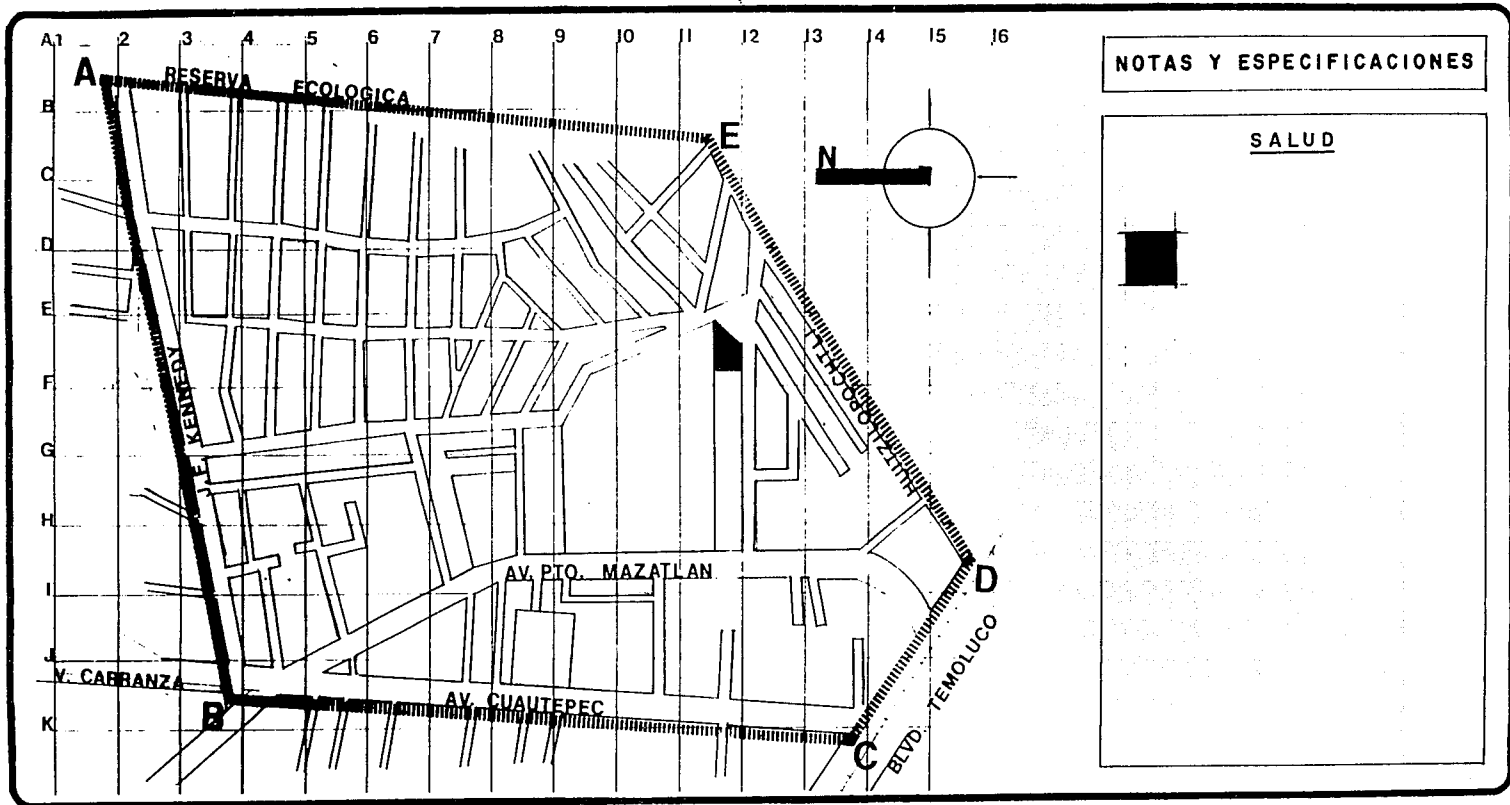 A1 2 3 4 5 6 7 8 9 10 11 12 13 14 15 16
NOTAS Y ESPECIFICACIONES
A
RESERVA ECOLOGICA
B
E
SALUD
N
C
D
E
HUITZILOPOCHTLI
J.F. KENNEDY
F
G
H
AV. PTO. MAZATLAN
I
D
J
V. CARRANZA
AV. CUAUTEPEC
B
BLVD. TEMOLUCO
K
C